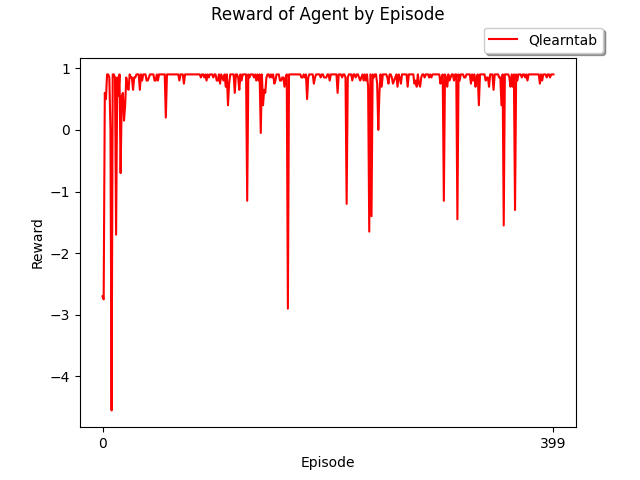 Reward of Agent by Episode
Qlearntab
1
0
−1
−2
−3
−4
Reward
0
399
Episode